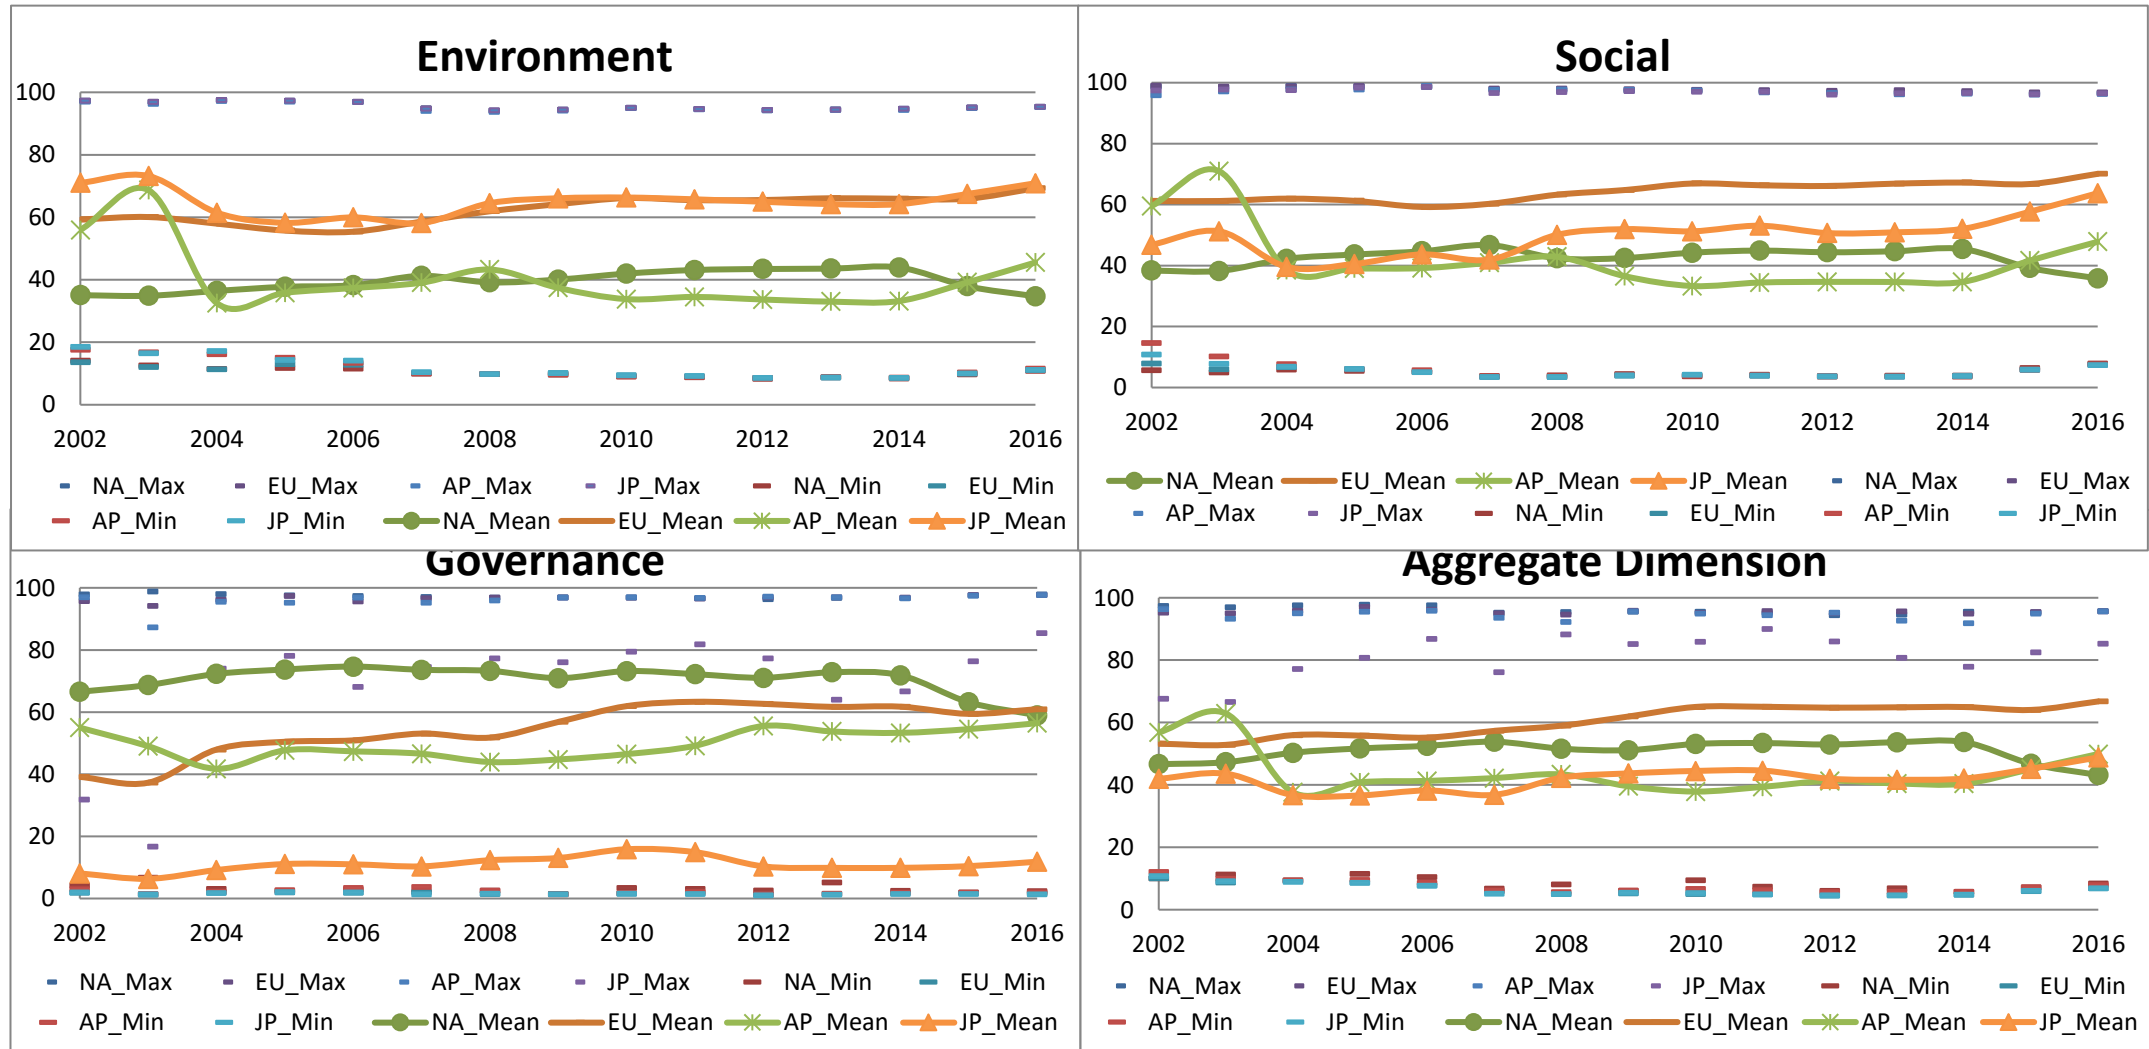 Environment
100
80
60
40
20
0
2002 2004 2006 2008 2010 2012 2014 2016
NA_Max EU_Max AP_Max JP_Max NA_Min EU_Min
AP_Min JP_Min NA_Mean EU_Mean AP_Mean JP_Mean
Social
100
80
60
40
20
0
2002 2004 2006 2008 2010 2012 2014 2016
NA_Mean EU_Mean AP_Mean JP_Mean NA_Max EU_Max
AP_Max JP_Max NA_Min EU_Min AP_Min JP_Min
Governance
100
80
60
40
20
0
2002 2004 2006 2008 2010 2012 2014 2016
NA_Max EU_Max AP_Max JP_Max NA_Min EU_Min
AP_Min JP_Min NA_Mean EU_Mean AP_Mean JP_Mean
Aggregate Dimension
100
80
60
40
20
0
2002 2004 2006 2008 2010 2012 2014 2016
NA_Max EU_Max AP_Max JP_Max NA_Min EU_Min
AP_Min JP_Min NA_Mean EU_Mean AP_Mean JP_Mean